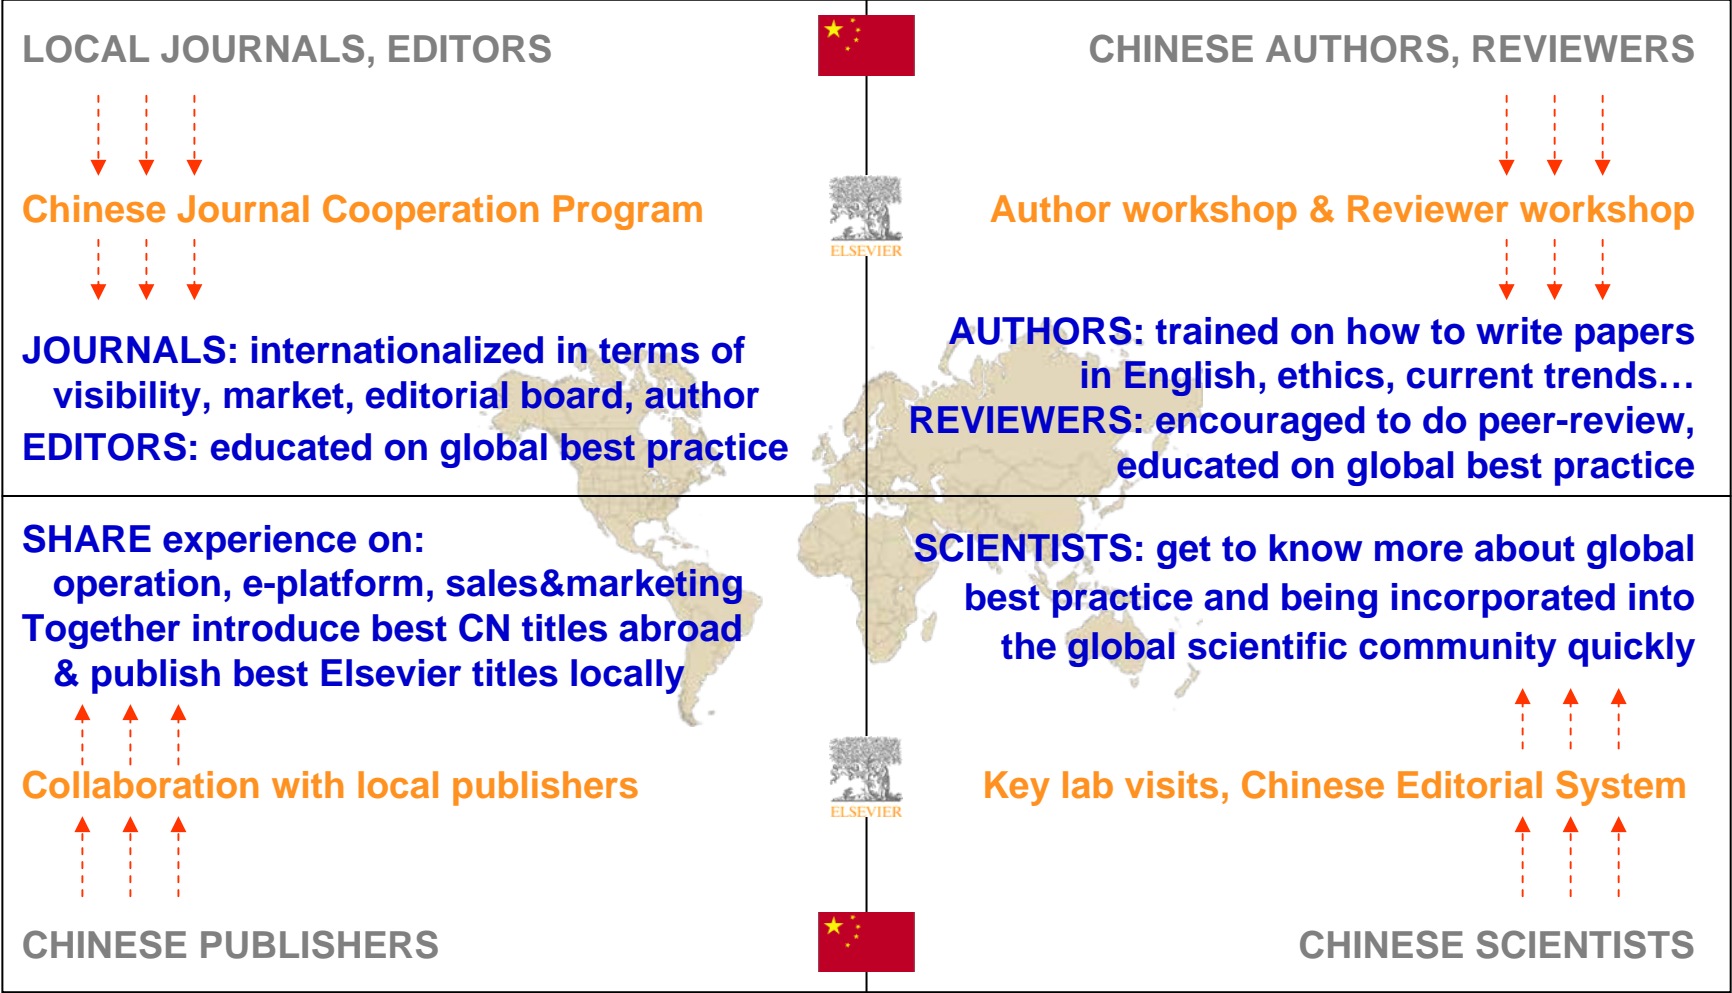 LOCAL JOURNALS, EDITORS
Chinese Journal Cooperation Program
JOURNALS: internationalized in terms of
visibility, market, editorial board, author
EDITORS: educated on global best practice
CHINESE AUTHORS, REVIEWERS
Author workshop & Reviewer workshop
AUTHORS: trained on how to write papers
in English, ethics, current trends…
REVIEWERS: encouraged to do peer-review,
educated on global best practice
ELSEVIER
SHARE experience on:
operation, e-platform, sales&marketing
Together introduce best CN titles abroad
& publish best Elsevier titles locally
Collaboration with local publishers
CHINESE PUBLISHERS
SCIENTISTS: get to know more about global
best practice and being incorporated into
the global scientific community quickly
Key lab visits, Chinese Editorial System
CHINESE SCIENTISTS
ELSEVIER